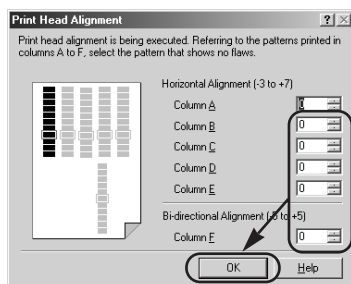 Print Head Alignment
Print head alignment is being executed. Referring to the patterns printed in
columns A to F, select the pattern that shows no flaws.
Horizontal Alignment (-3 to +7)
Column A 0
Column B 0
Column C 0
Column D 0
Column E 0
Bi-directional Alignment (-5 to +5)
Column F 0
OK Help